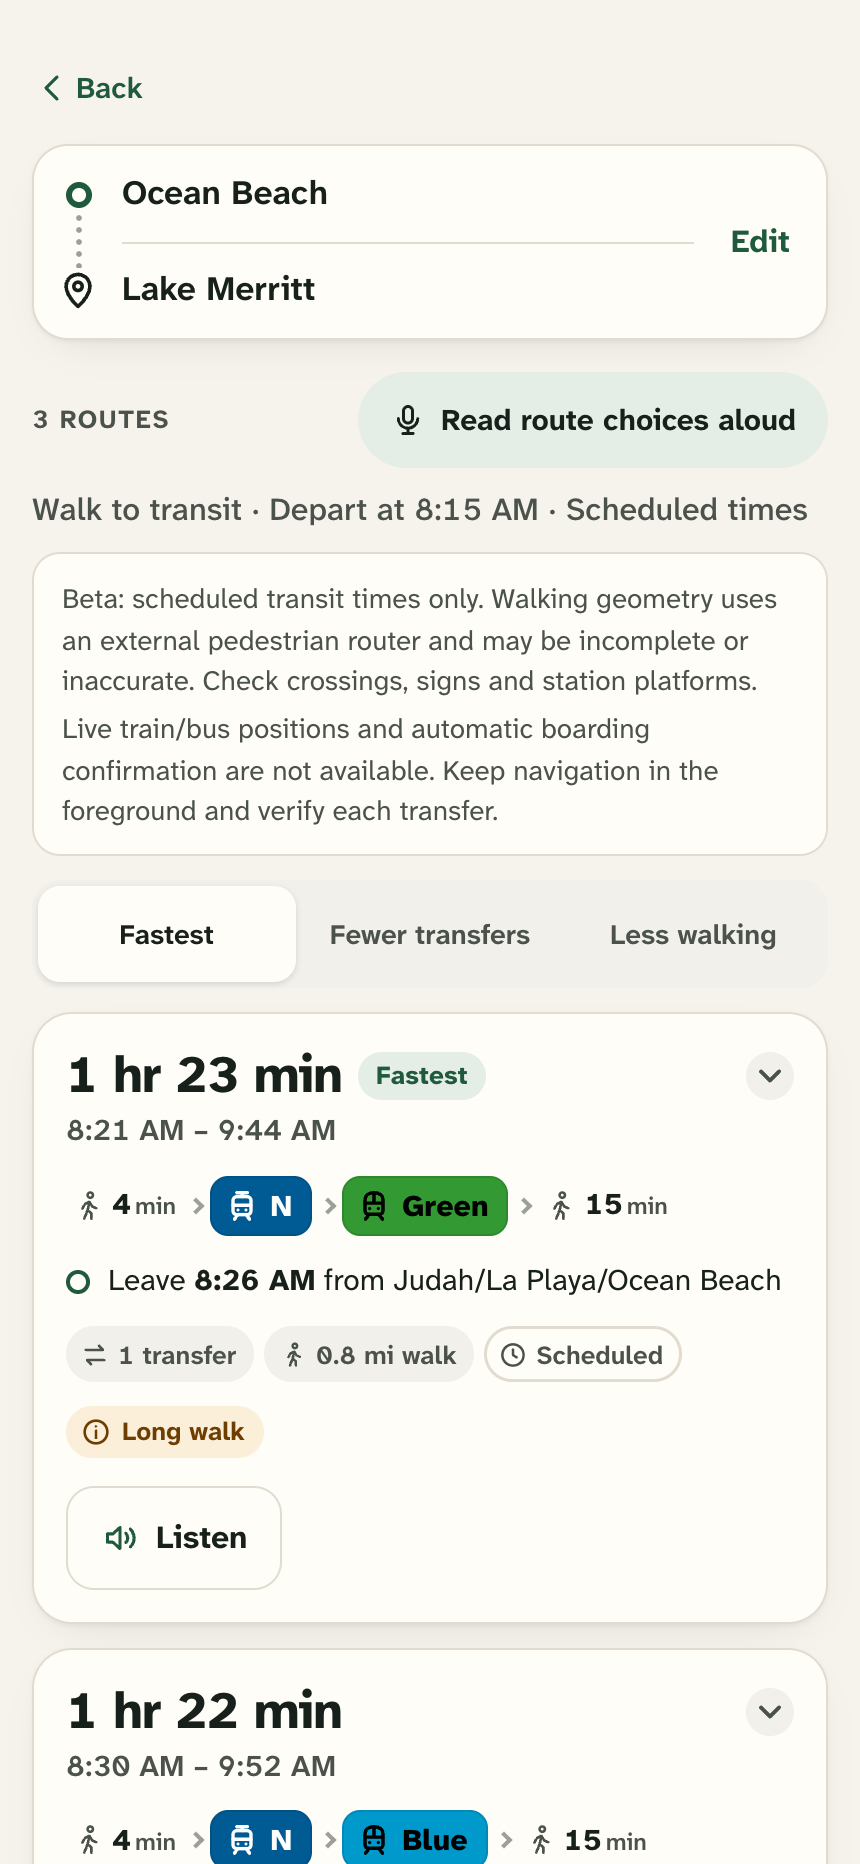 Back
Ocean Beach
Edit
Lake Merritt
3 ROUTES
Read route choices aloud
Walk to transit · Depart at 8:15 AM · Scheduled times
Beta: scheduled transit times only. Walking geometry uses
an external pedestrian router and may be incomplete or
inaccurate. Check crossings, signs and station platforms.
Live train/bus positions and automatic boarding
confirmation are not available. Keep navigation in the
foreground and verify each transfer.
Fastest Fewer transfers Less walking
1 hr 23 min Fastest
8:21 AM – 9:44 AM
4 min N Green 15 min
Leave 8:26 AM from Judah/La Playa/Ocean Beach
1 transfer 0.8 mi walk Scheduled
Long walk
Listen
1 hr 22 min
8:30 AM – 9:52 AM
4 min N Blue 15 min